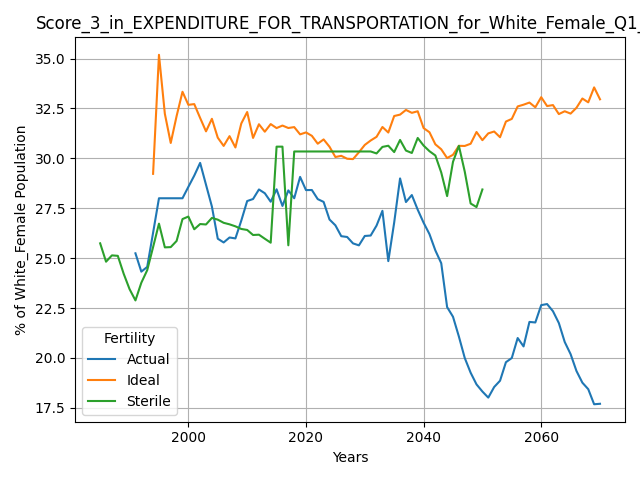 Score_3_in_EXPENDITURE_FOR_TRANSPORTATION_for_White_Female_Q1_
% of White_Female Population
35.0
32.5
30.0
27.5
25.0
22.5
20.0
17.5
Fertility
Actual
Ideal
Sterile
2000 2020 2040 2060
Years